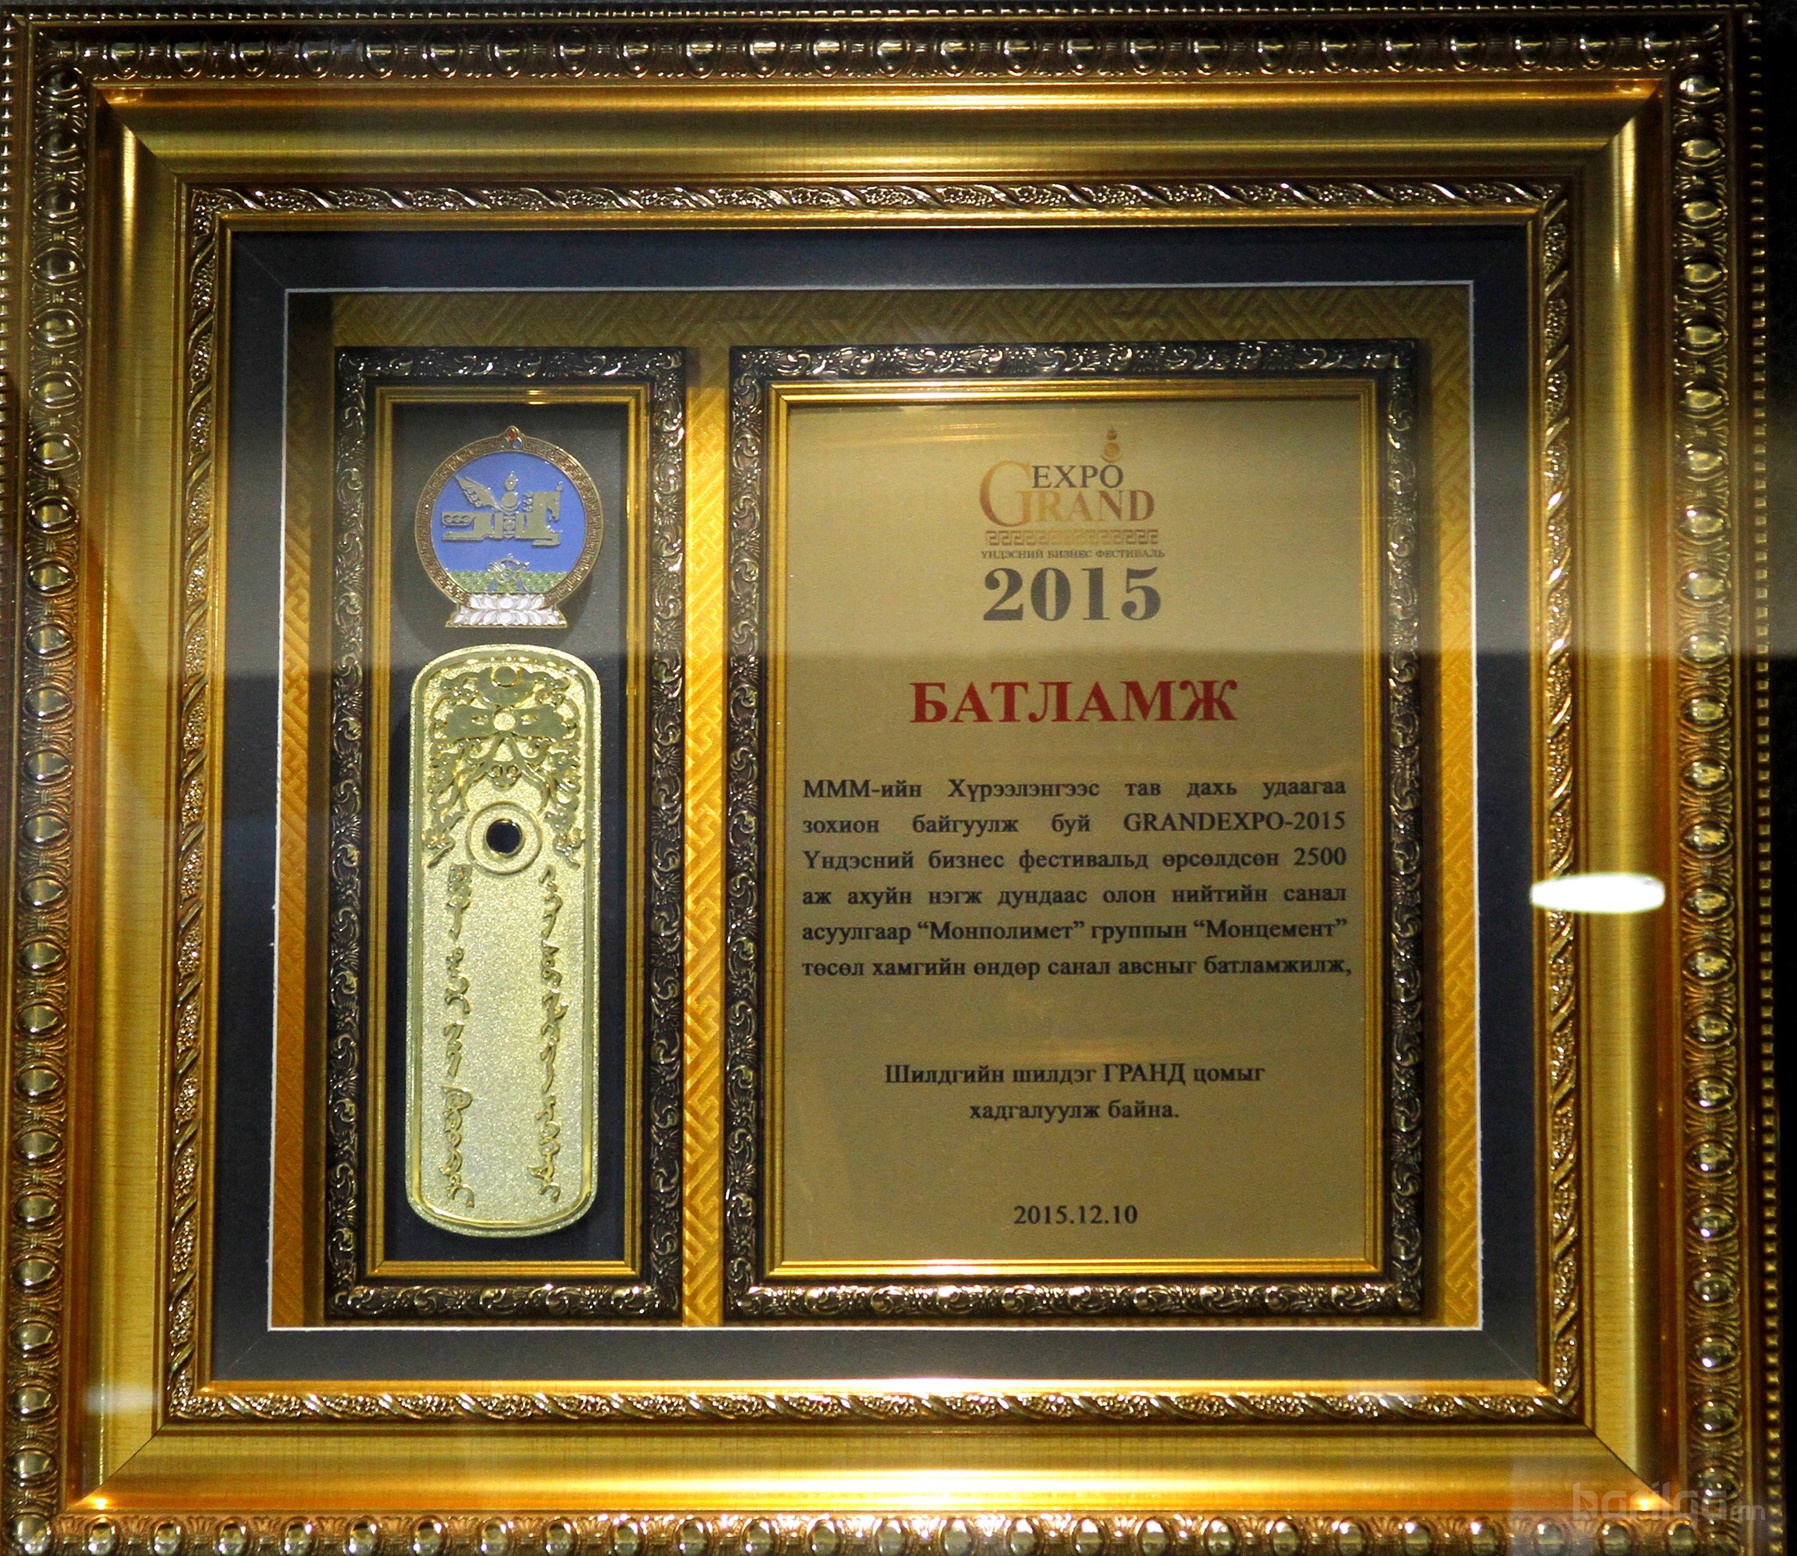 EXPO
GRAND
ҮНДЭСНИЙ БИЗНЕС ФЕСТИВАЛЬ
2015
БАТЛАМЖ
МММ-ийн Хүрээлэнгээс тав дахь удаагаа
зохион байгуулж буй GRANDEXPO-2015
Үндэсний бизнес фестивальд өрсөлдсөн 2500
аж ахуйн нэгж дундаас олон нийтийн санал
асуулгаар “Монполимет” группын “Монцемент”
төсөл хамгийн өндөр санал авсныг батламжилж,
Шилдгийн шилдэг ГРАНД цомыг
хадгалуулж байна.
2015.12.10